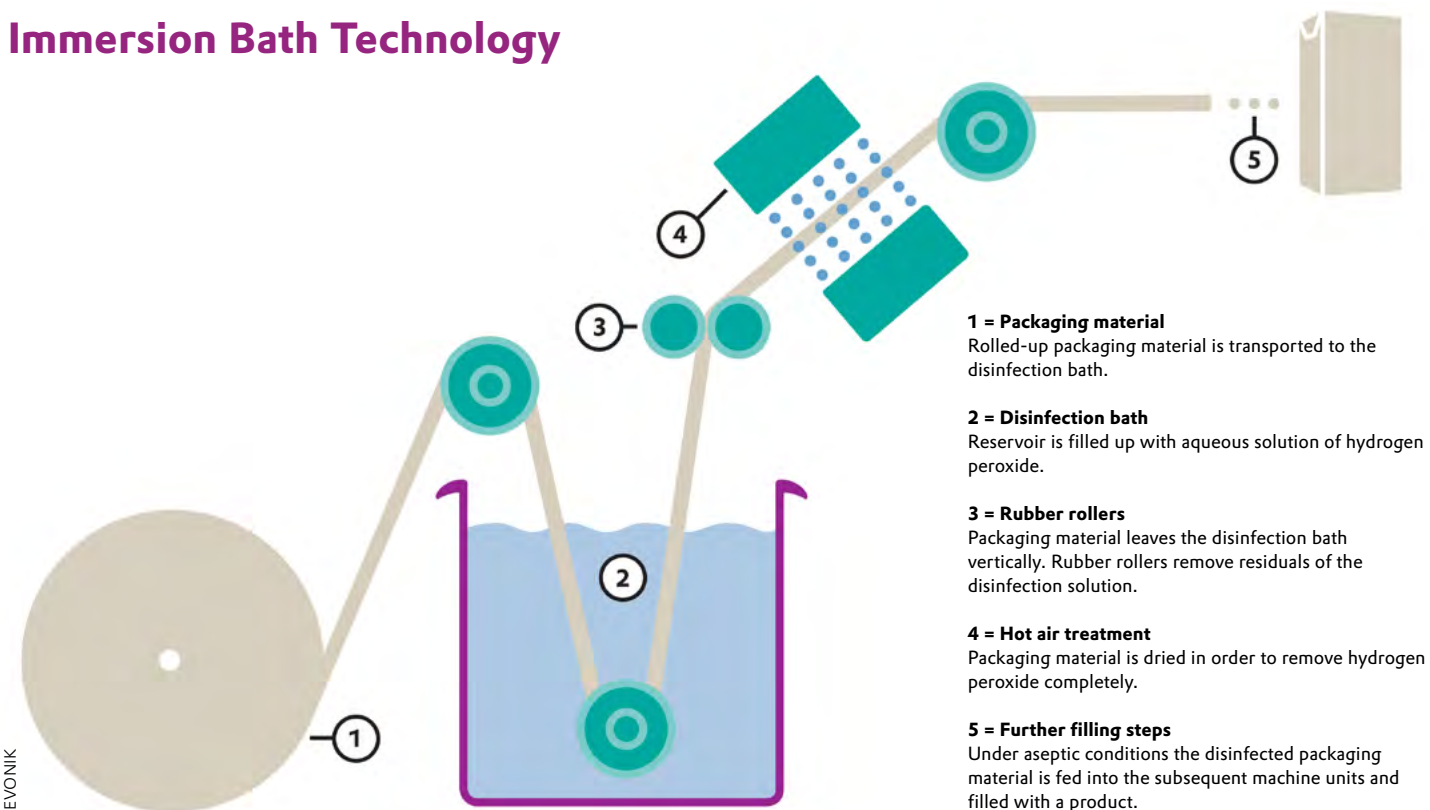 Immersion Bath Technology
5
4
3
1 = Packaging material
Rolled-up packaging material is transported to the
disinfection bath.
2 = Disinfection bath
Reservoir is filled up with aqueous solution of hydrogen
peroxide.
3 = Rubber rollers
Packaging material leaves the disinfection bath
vertically. Rubber rollers remove residuals of the
disinfection solution.
2
4 = Hot air treatment
Packaging material is dried in order to remove hydrogen
peroxide completely.
5 = Further filling steps
Under aseptic conditions the disinfected packaging
material is fed into the subsequent machine units and
filled with a product.
1
EVONIK